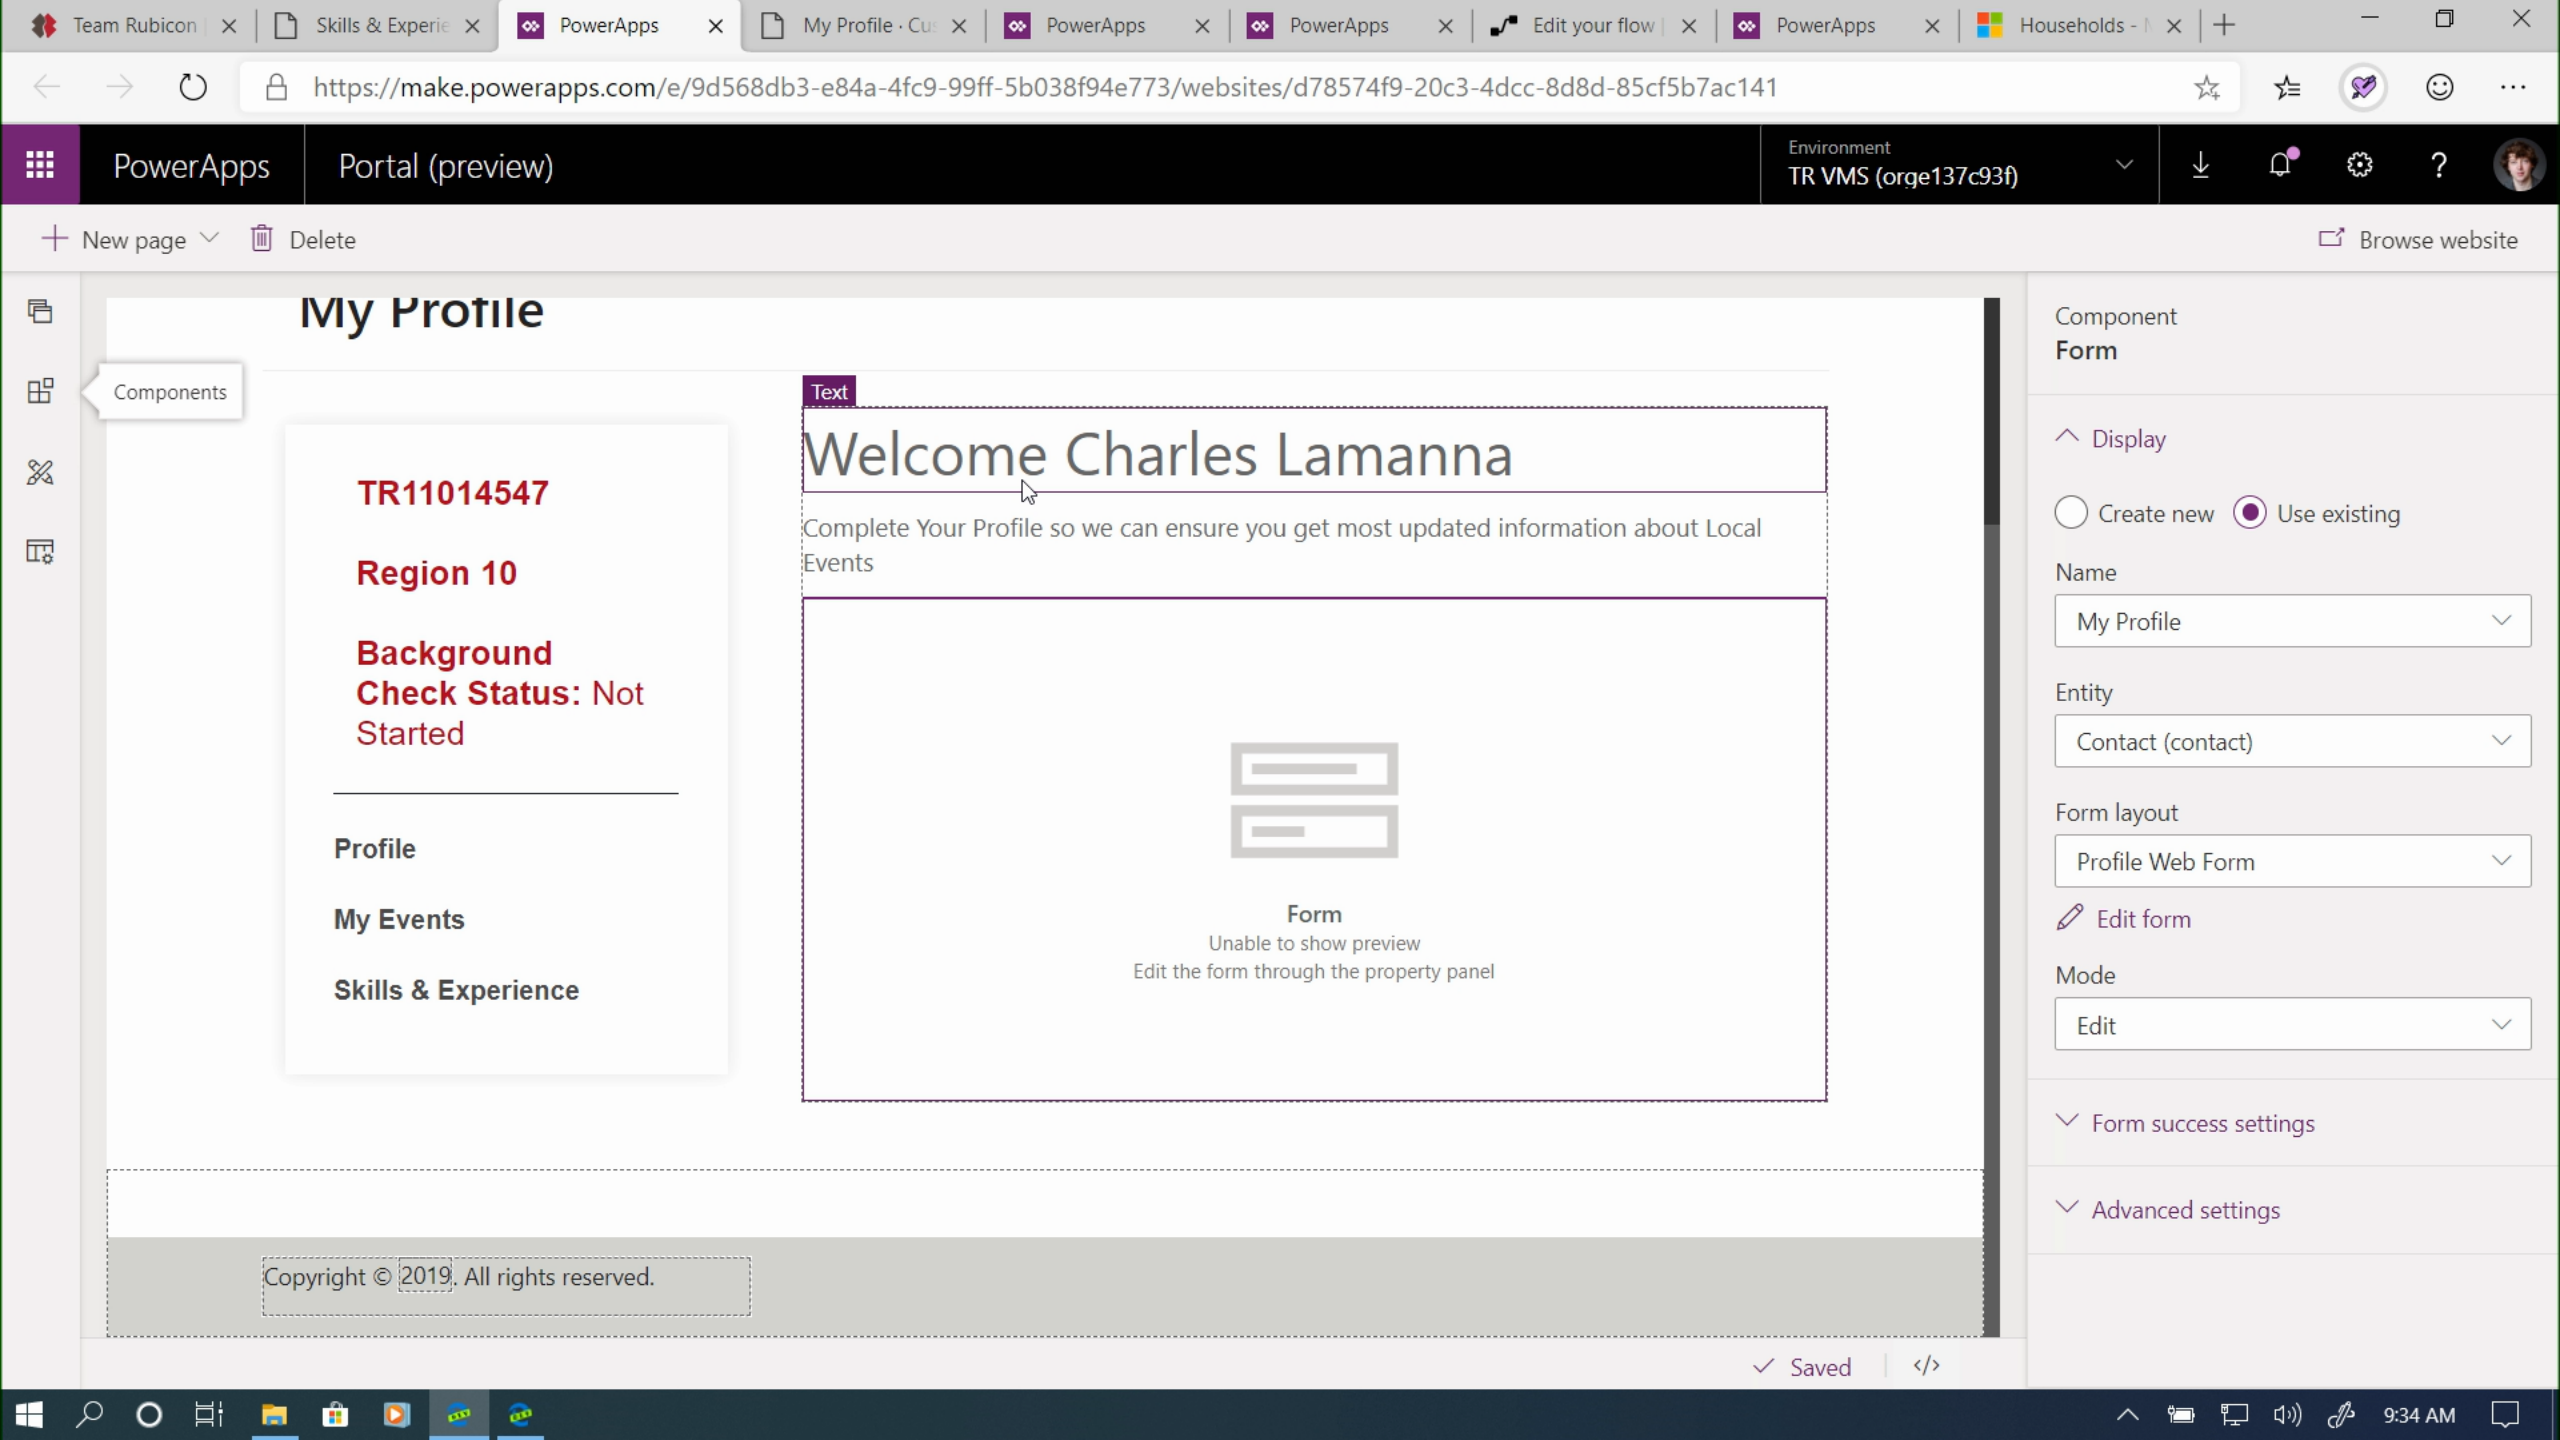 Team Rubicon
Skills & Experie
PowerApps
My Profile · Cu
PowerApps
PowerApps
Edit your flow
PowerApps
Households -
https://make.powerapps.com/e/9d568db3-e84a-4fc9-99ff-5b038f94e773/websites/d78574f9-20c3-4dcc-8d8d-85cf5b7ac141
PowerApps
Portal (preview)
Environment
TR VMS (orge137c93f)
New page
Delete
Browse website
My Profile
Components
TR11014547
Region 10
Background
Check Status: Not
Started
Profile
My Events
Skills & Experience
Text
Welcome Charles Lamanna
Complete Your Profile so we can ensure you get most updated information about Local
Events
Form
Unable to show preview
Edit the form through the property panel
Copyright © 2019. All rights reserved.
Saved
</>
Component
Form
Display
Create new
Use existing
Name
My Profile
Entity
Contact (contact)
Form layout
Profile Web Form
Edit form
Mode
Edit
Form success settings
Advanced settings
9:34 AM